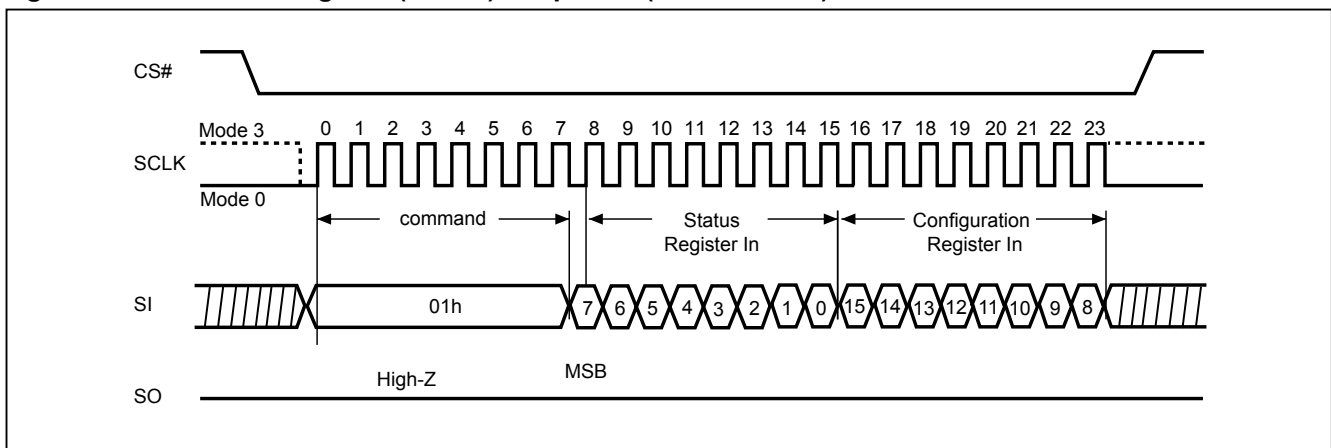 CS#
Mode 3
0 1 2 3 4 5 6 7 8 9 10 11 12 13 14 15 16 17 18 19 20 21 22 23
SCLK
Mode 0
command
Status
Register In
Configuration
Register In
SI
01h
7 6 5 4 3 2 1 0 15 14 13 12 11 10 9 8
High-Z
MSB
SO